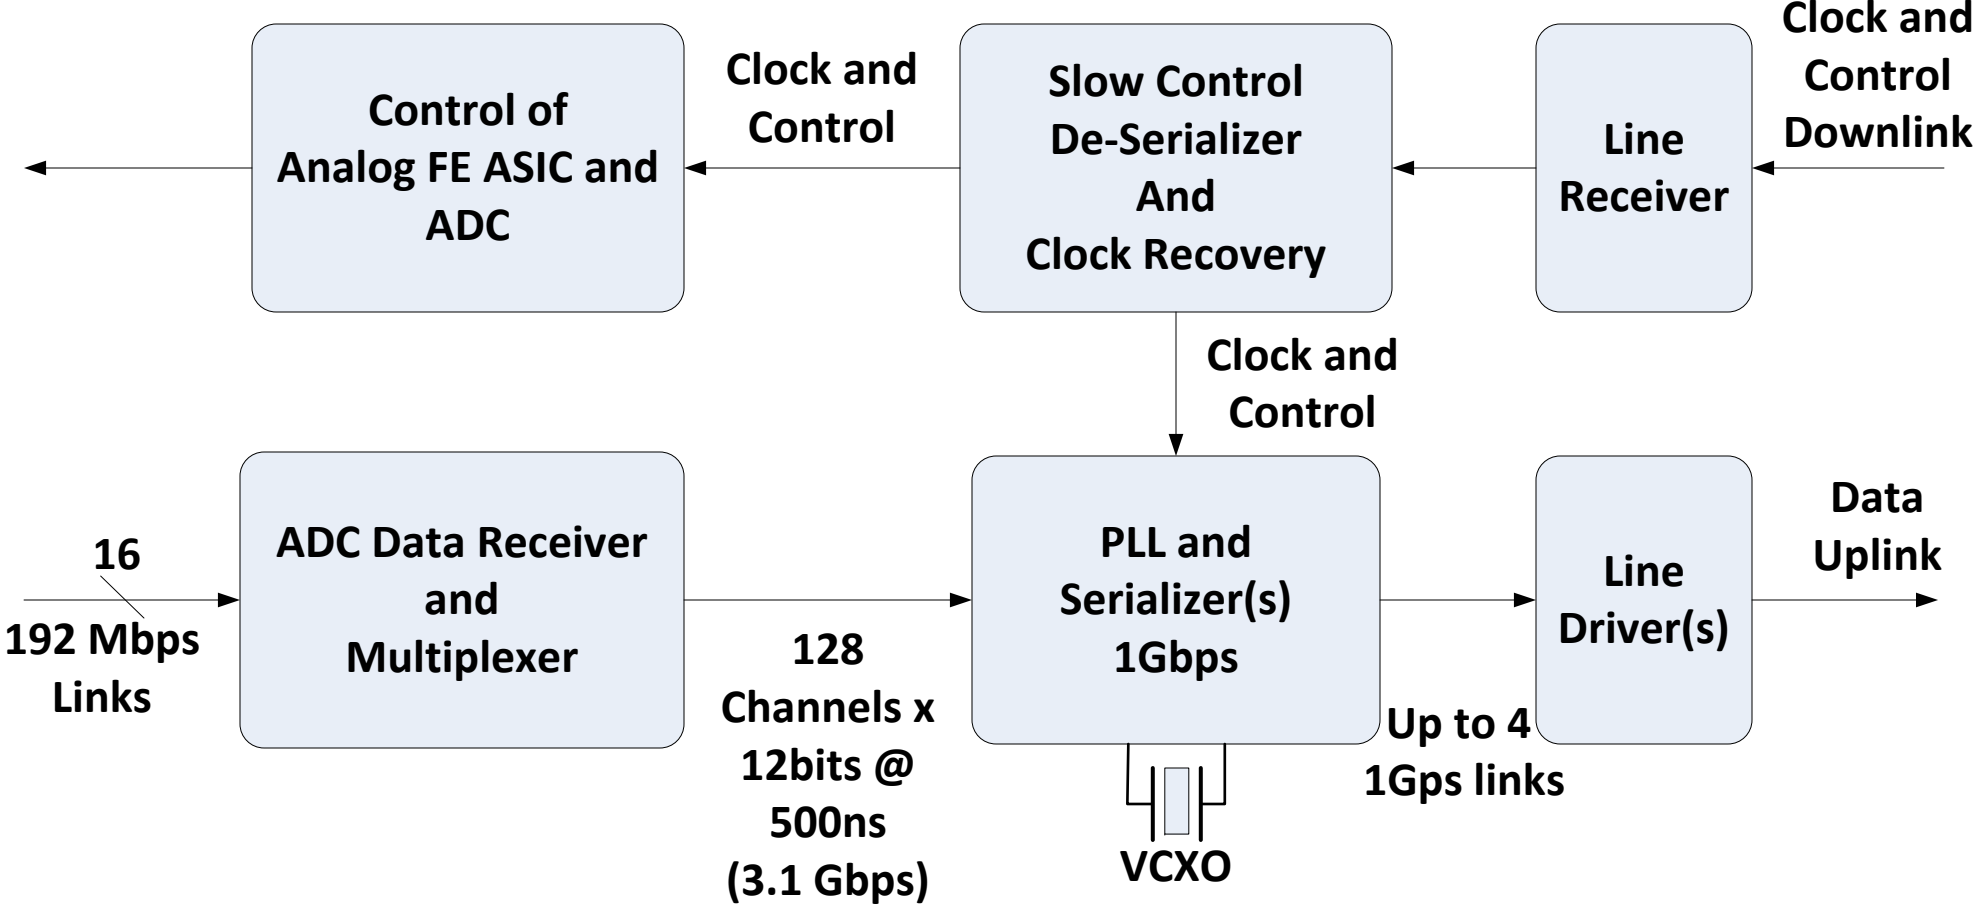 Control of
Analog FE ASIC and
ADC
Clock and
Control
Slow Control
De-Serializer
And
Clock Recovery
Line
Receiver
Clock and
Control
Downlink
Clock and
Control
16
192 Mbps
Links
ADC Data Receiver
and
Multiplexer
128
Channels x
12bits @
500ns
(3.1 Gbps)
PLL and
Serializer(s)
1Gbps
VCXO
Up to 4
1Gps links
Line
Driver(s)
Data
Uplink